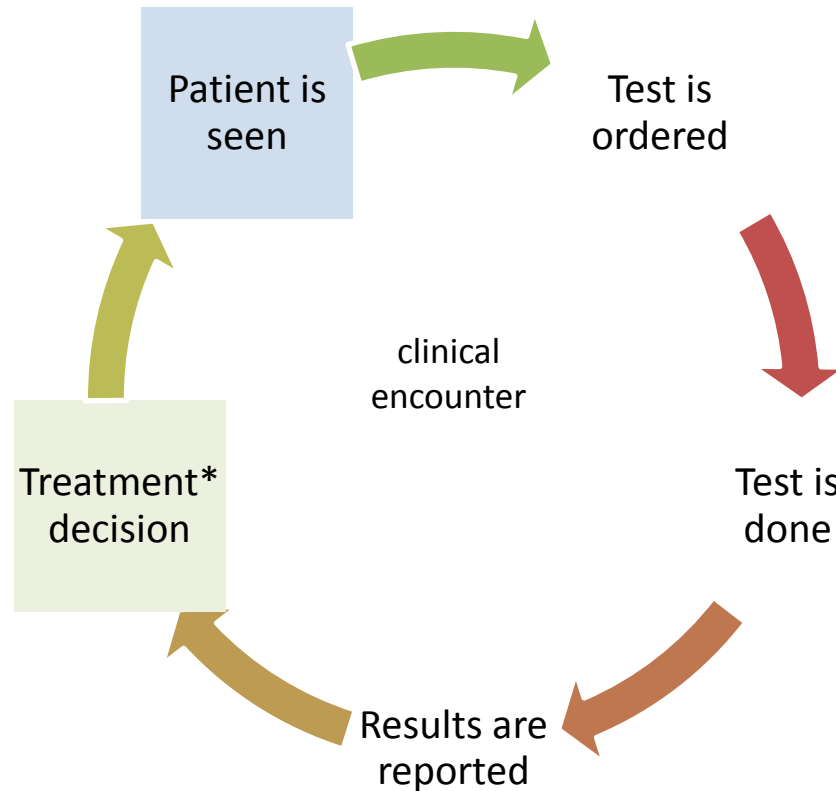 Patient is
seen
Test is
ordered
clinical
encounter
Treatment*
decision
Test is
done
Results are
reported